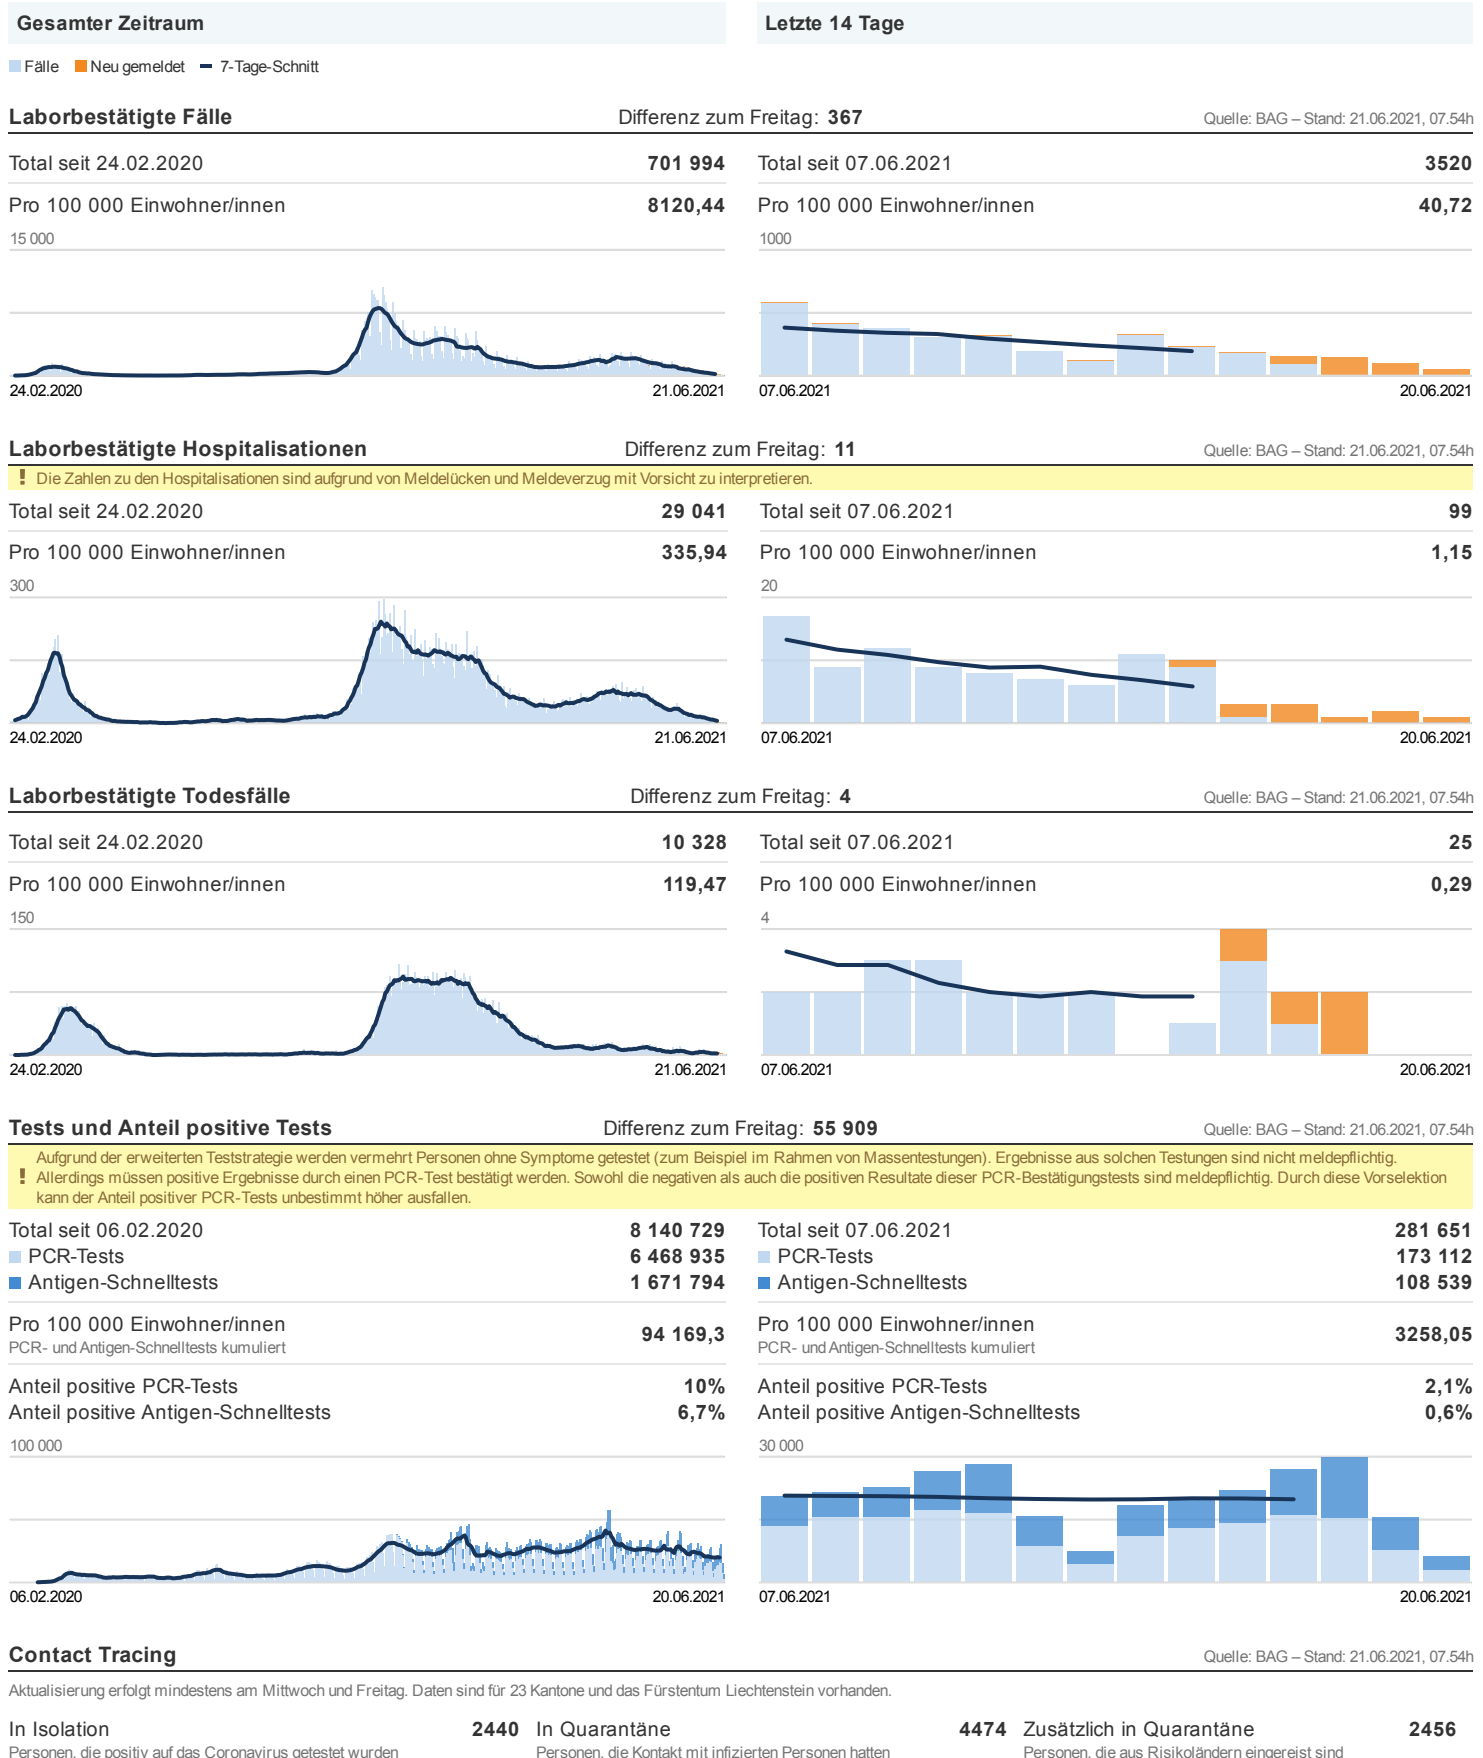 Gesamter Zeitraum
Letzte 14 Tage
Fälle Neu gemeldet 7-Tage-Schnitt
Laborbestätigte Fälle Differenz zum Freitag: 367 Quelle: BAG – Stand: 21.06.2021, 07.54h
Total seit 24.02.2020 701 994 Total seit 07.06.2021 3520
Pro 100 000 Einwohner/innen 8120,44 Pro 100 000 Einwohner/innen 40,72
15 000 1000
24.02.2020 21.06.2021 07.06.2021 20.06.2021
Laborbestätigte Hospitalisationen Differenz zum Freitag: 11 Quelle: BAG – Stand: 21.06.2021, 07.54h
! Die Zahlen zu den Hospitalisationen sind aufgrund von Meldelücken und Meldeverzug mit Vorsicht zu interpretieren.
Total seit 24.02.2020 29 041 Total seit 07.06.2021 99
Pro 100 000 Einwohner/innen 335,94 Pro 100 000 Einwohner/innen 1,15
300 20
24.02.2020 21.06.2021 07.06.2021 20.06.2021
Laborbestätigte Todesfälle Differenz zum Freitag: 4 Quelle: BAG – Stand: 21.06.2021, 07.54h
Total seit 24.02.2020 10 328 Total seit 07.06.2021 25
Pro 100 000 Einwohner/innen 119,47 Pro 100 000 Einwohner/innen 0,29
150 4
24.02.2020 21.06.2021 07.06.2021 20.06.2021
Tests und Anteil positive Tests Differenz zum Freitag: 55 909 Quelle: BAG – Stand: 21.06.2021, 07.54h
Aufgrund der erweiterten Teststrategie werden vermehrt Personen ohne Symptome getestet (zum Beispiel im Rahmen von Massentestungen). Ergebnisse aus solchen Testungen sind nicht meldepflichtig.
! Allerdings müssen positive Ergebnisse durch einen PCR-Test bestätigt werden. Sowohl die negativen als auch die positiven Resultate dieser PCR-Bestätigungstests sind meldepflichtig. Durch diese Vorselektion
kann der Anteil positiver PCR-Tests unbestimmt höher ausfallen.
Total seit 06.02.2020 8 140 729 Total seit 07.06.2021 281 651
PCR-Tests 6 468 935 PCR-Tests 173 112
Antigen-Schnelltests 1 671 794 Antigen-Schnelltests 108 539
Pro 100 000 Einwohner/innen 94 169,3 Pro 100 000 Einwohner/innen 3258,05
PCR- und Antigen-Schnelltests kumuliert PCR- und Antigen-Schnelltests kumuliert
Anteil positive PCR-Tests 10% Anteil positive PCR-Tests 2,1%
Anteil positive Antigen-Schnelltests 6,7% Anteil positive Antigen-Schnelltests 0,6%
100 000 30 000
06.02.2020 20.06.2021 07.06.2021 20.06.2021
Contact Tracing Quelle: BAG – Stand: 21.06.2021, 07.54h
Aktualisierung erfolgt mindestens am Mittwoch und Freitag. Daten sind für 23 Kantone und das Fürstentum Liechtenstein vorhanden.
In Isolation 2440 In Quarantäne 4474 Zusätzlich in Quarantäne 2456
Personen, die positiv auf das Coronavirus getestet wurden Personen, die Kontakt mit infizierten Personen hatten Personen, die aus Risikoländern eingereist sind